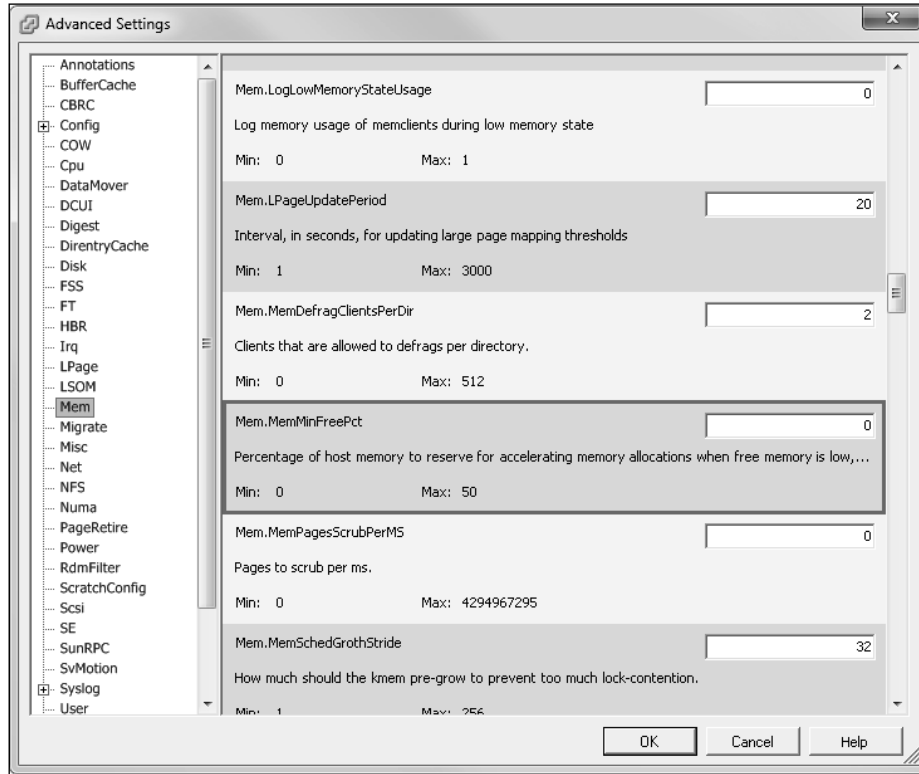 Advanced Settings
x
Annotations
BufferCache
CBRC
Config
COW
Cpu
DataMover
DCUI
Digest
DirentryCache
Disk
FSS
FT
HBR
Irq
LPage
LSOM
Mem
Migrate
Misc
Net
NFS
Numa
PageRetire
Power
RdmFilter
ScratchConfig
Scsi
SE
SunRPC
SvMotion
Syslog
User
Mem.LogLowMemoryStateUsage 0
Log memory usage of memclients during low memory state
Min: 0 Max: 1
Mem.LPageUpdatePeriod 20
Interval, in seconds, for updating large page mapping thresholds
Min: 1 Max: 3000
Mem.MemDefragClientsPerDir 2
Clients that are allowed to defrags per directory.
Min: 0 Max: 512
Mem.MemMinFreePct 0
Percentage of host memory to reserve for accelerating memory allocations when free memory is low,...
Min: 0 Max: 50
Mem.MemPagesScrubPerMS 0
Pages to scrub per ms.
Min: 0 Max: 4294967295
Mem.MemSchedGrothStride 32
How much should the kmem pre-grow to prevent too much lock-contention.
Min: 1 Max: 256
OK Cancel Help